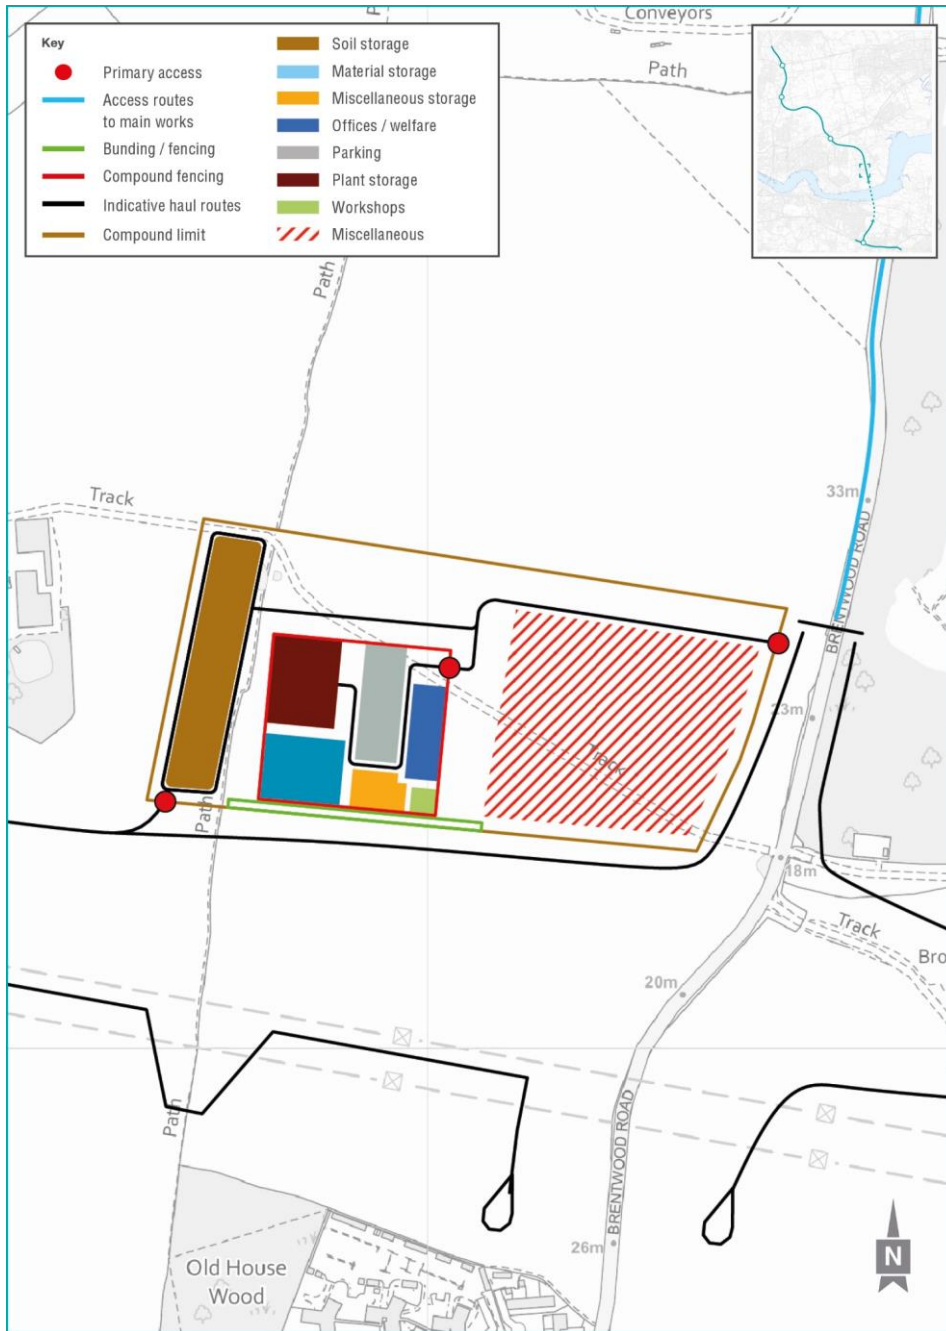 Key
Primary access
Access routes
to main works
Bunding / fencing
Compound fencing
Indicative haul routes
Compound limit
Soil storage
Material storage
Miscellaneous storage
Offices / welfare
Parking
Plant storage
Workshops
Miscellaneous
Conveyors
Path
Path
Track
33m
BRENTWOOD ROAD
23m
Track
Path
18m
Track
Bro
20m
Path
BRENTWOOD ROAD
26m
Old House
Wood
N